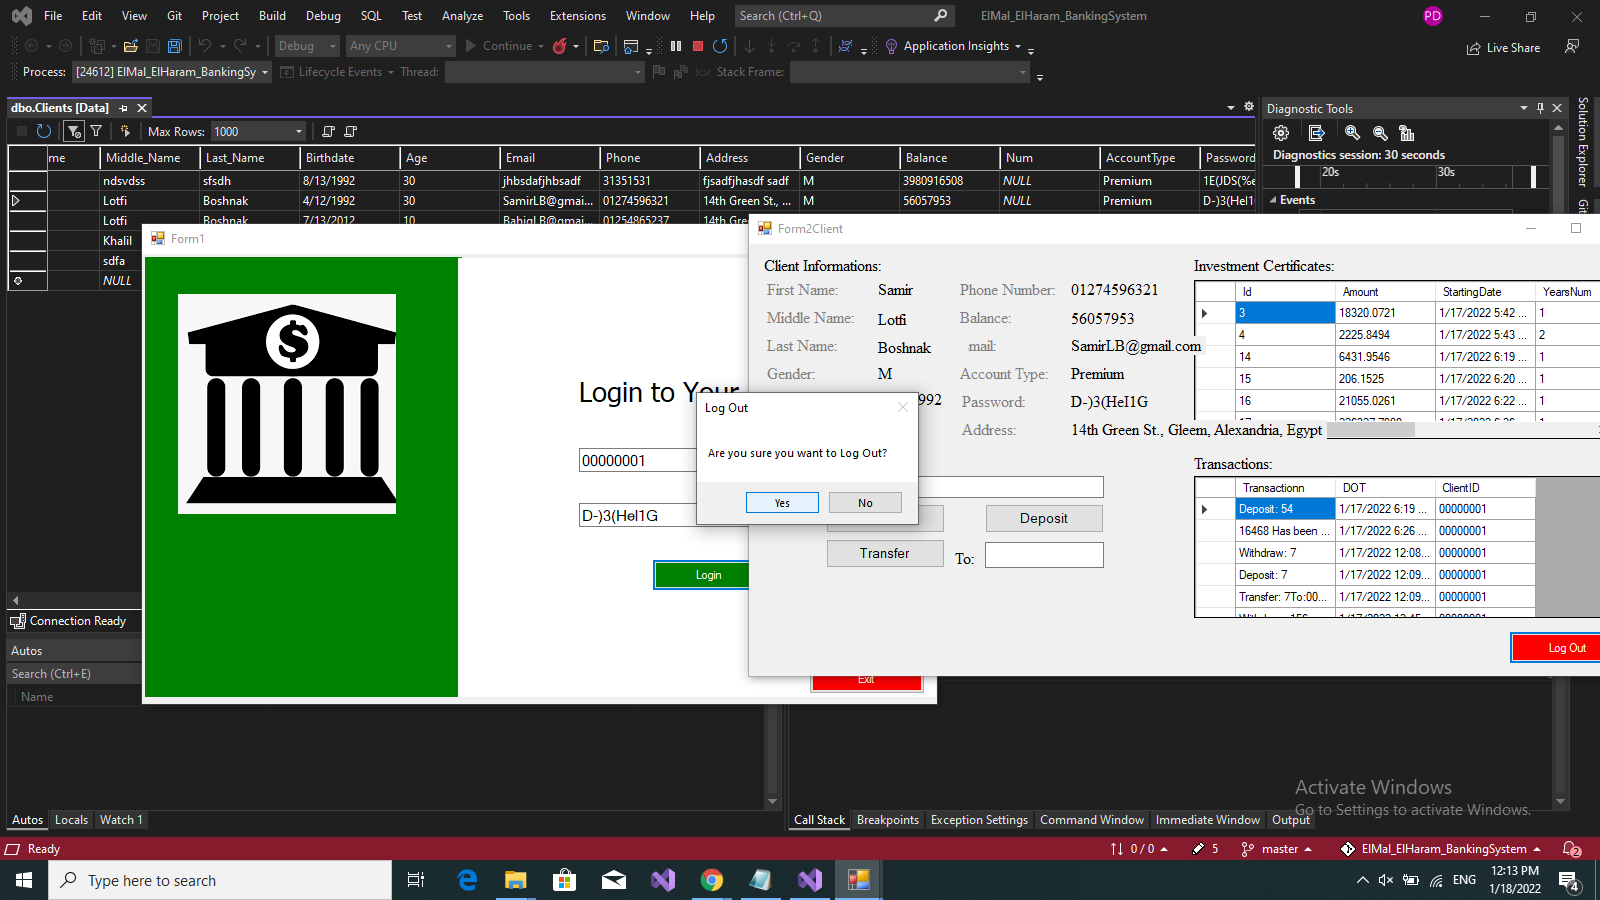 File Edit View Git Project Build Debug SQL Test Analyze Tools Extensions Window Help Search (Ctrl+Q) ElMal_ElHaram_BankingSystem PD
Debug Any CPU Continue Application Insights Live Share
Process: [24612] ElMal_ElHaram_BankingSy Lifecycle Events Thread: Stack Frame:
dbo.Clients [Data]
Max Rows: 1000
me Middle_Name Last_Name Birthdate Age Email Phone Address Gender Balance Num AccountType Password
ndsvdss sfsdh 8/13/1992 30 jhbsdafjhbsadf 31351531 fjsadfjhasdf sadf M 3980916508 NULL Premium 1E(JDS(%e
Lotfi Boshnak 4/12/1992 30 SamirLB@gmai... 01274596321 14th Green St., ... M 56057953 NULL Premium D-)3(HeI1
Lotfi Boshnak 7/13/2012 10 BahigLB@gmai... 01254865237 14th Gre
Khalil
sdfa
NULL
Diagnostic Tools
Diagnostics session: 30 seconds
20s 30s
Events
Solution Explorer
Git
Form1
Login to Your
00000001
D-)3(HeI1G
Login
Exit
Form2Client
Client Informations:
First Name: Samir Phone Number: 01274596321
Middle Name: Lotfi Balance: 56057953
Last Name: Boshnak mail: SamirLB@gmail.com
Gender: M Account Type: Premium
992 Password: D-)3(HeI1G
Address: 14th Green St., Gleem, Alexandria, Egypt
Deposit
Transfer To:
Investment Certificates:
Id Amount StartingDate YearsNum
3 18320.0721 1/17/2022 5:42 ... 1
4 2225.8494 1/17/2022 5:43 ... 2
14 6431.9546 1/17/2022 6:19 ... 1
15 206.1525 1/17/2022 6:20 ... 1
16 21055.0261 1/17/2022 6:22 ... 1
Transactions:
Transactionn DOT ClientID
Deposit: 54 1/17/2022 6:19 ... 00000001
16468 Has been ... 1/17/2022 6:26 ... 00000001
Withdraw: 7 1/17/2022 12:08... 00000001
Deposit: 7 1/17/2022 12:09... 00000001
Transfer: 7To:00... 1/17/2022 12:09... 00000001
Log Out
Log Out
Are you sure you want to Log Out?
Yes No
Connection Ready
Autos
Search (Ctrl+E)
Name
Autos Locals Watch 1
Call Stack Breakpoints Exception Settings Command Window Immediate Window Output
Activate Windows
Go to Settings to activate Windows.
Ready 0 / 0 5 master ElMal_ElHaram_BankingSystem 2
Type here to search
ENG 12:13 PM
1/18/2022 4